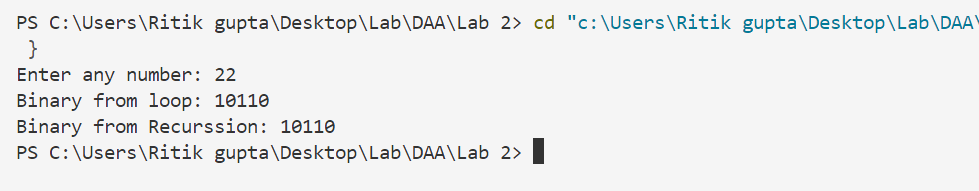 PS C:\Users\Ritik gupta\Desktop\Lab\DAA\Lab 2> cd "c:\Users\Ritik gupta\Desktop\Lab\DAA\
}
Enter any number: 22
Binary from loop: 10110
Binary from Recurssion: 10110
PS C:\Users\Ritik gupta\Desktop\Lab\DAA\Lab 2>